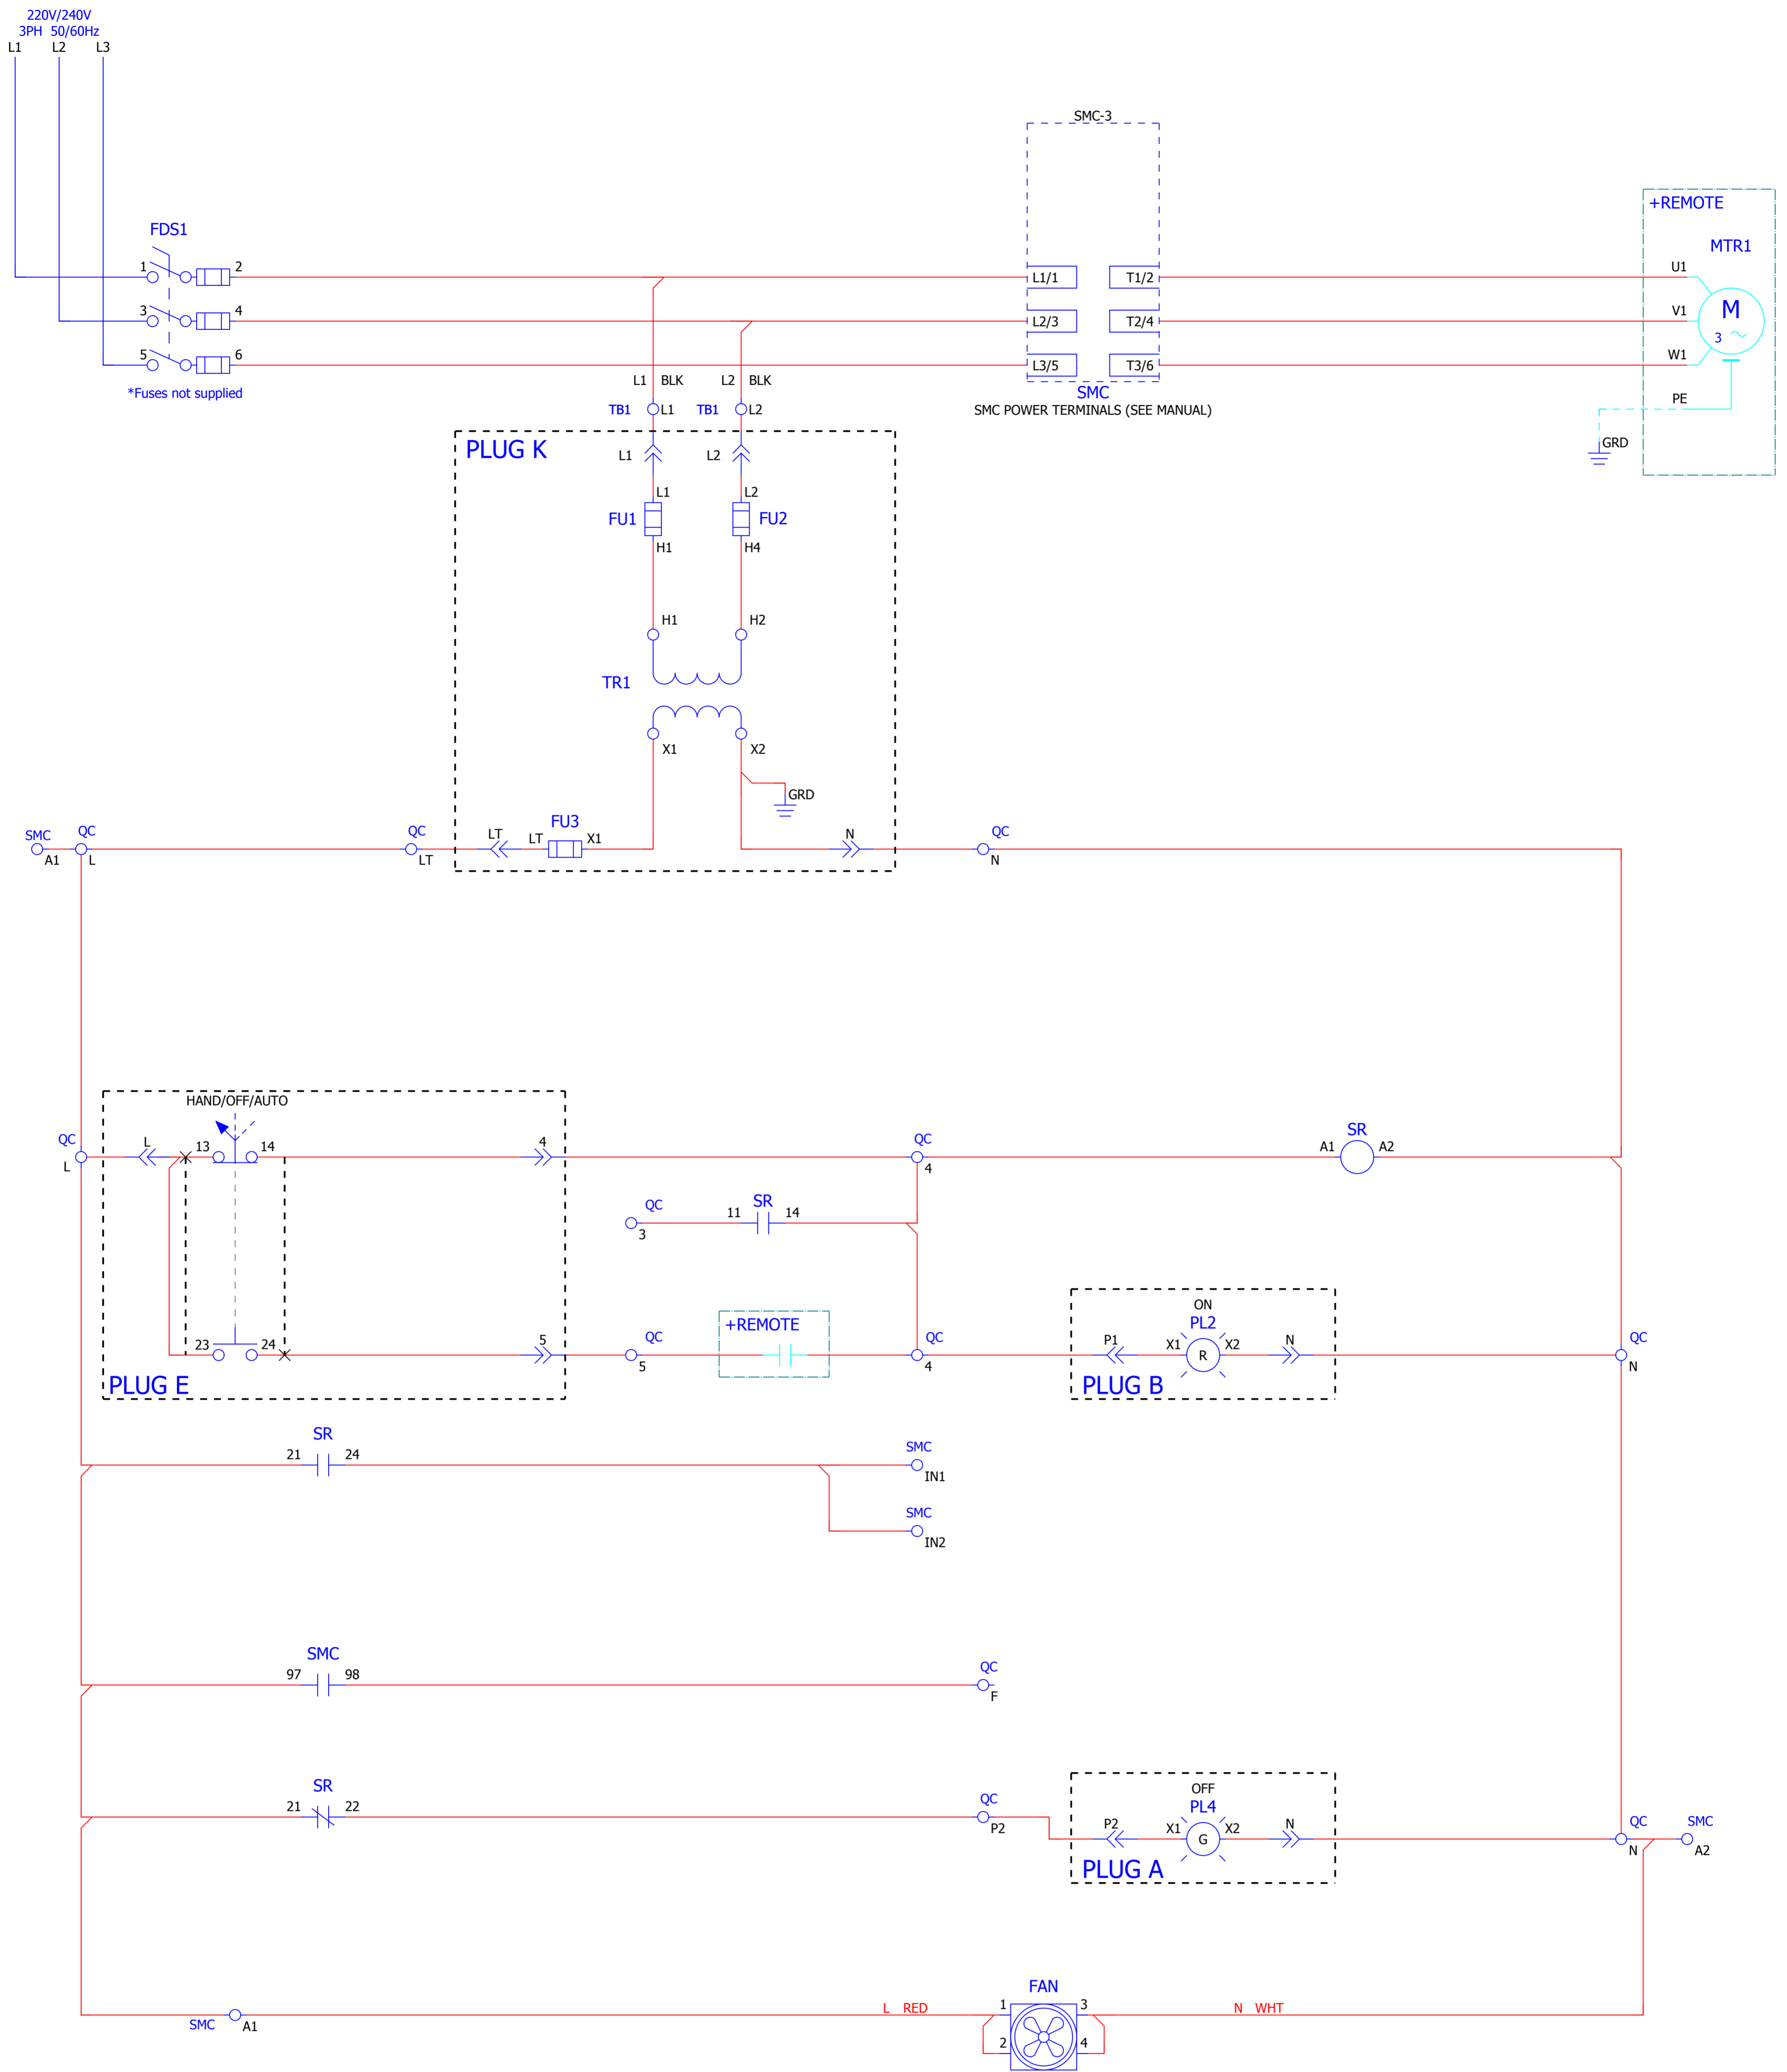 220V/240V
3PH 50/60Hz
L1 L2 L3
SMC-3
+REMOTE
FDS1
MTR1
1 2 L1/1 T1/2 U1
3 4 L2/3 T2/4 V1
M
3
5 6 L3/5 T3/6 W1
*Fuses not supplied
L1 BLK L2 BLK
SMC
PE
TB1 L1 TB1 L2
SMC POWER TERMINALS (SEE MANUAL)
GRD
PLUG K
L1 L2
L1 L2
FU1 FU2
H1 H4
H1 H2
TR1
X1 X2
GRD
FU3
SMC QC QC LT LT X1 N QC
A1 L LT N
HAND/OFF/AUTO
QC L 13 14 4 QC SR
A1 A2
L 4
SR
QC 11 14
3
ON
+REMOTE PL2
23 24 5 QC QC P1 X1 X2 N QC
R
5 4 N
PLUG E PLUG B
SR SMC
21 24
IN1
SMC
IN2
SMC QC
97 98
F
SR OFF
PL4
21 22 QC P2 X1 X2 N QC SMC
P2 G
N A2
PLUG A
FAN
L RED 1 3 N WHT
SMC A1
2 4